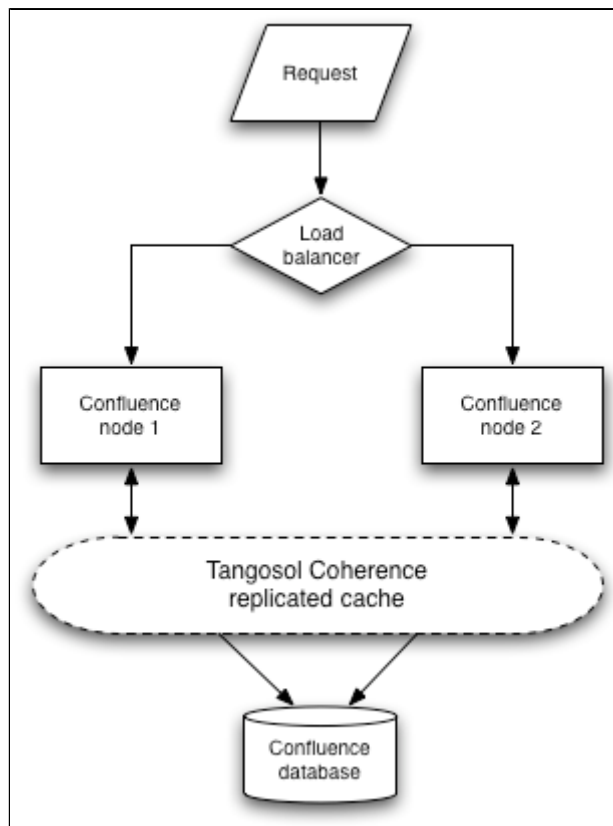 Request
Load
balancer
Confluence
node 1
Confluence
node 2
Tangosol Coherence
replicated cache
Confluence
database